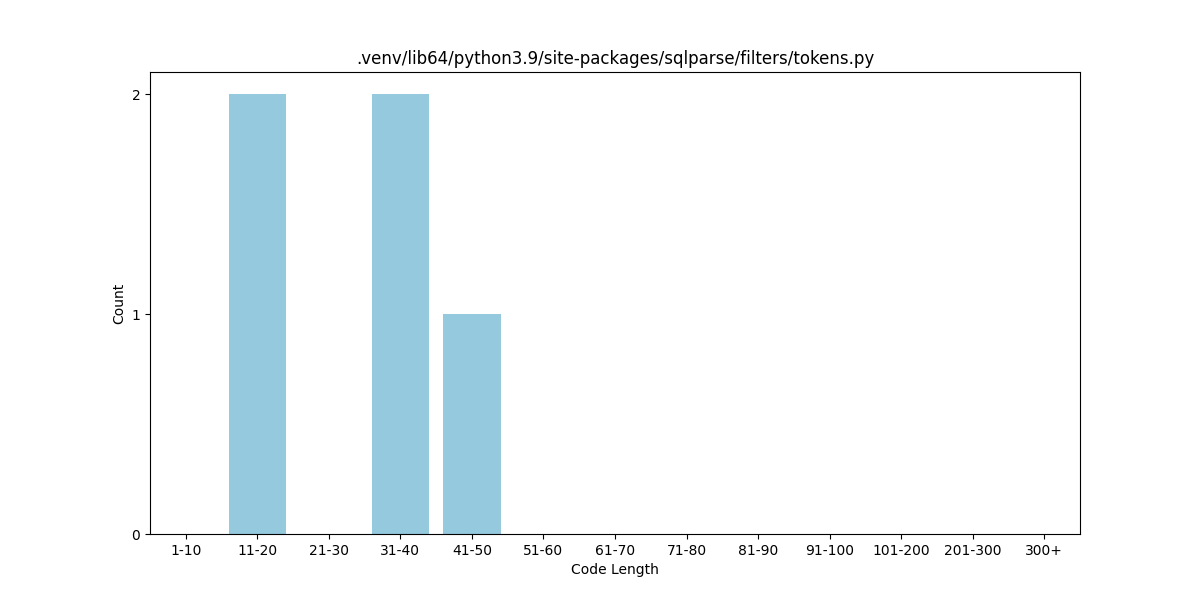 .venv/lib64/python3.9/site-packages/sqlparse/filters/tokens.py
2
1
0
Count
1-10 11-20 21-30 31-40 41-50 51-60 61-70 71-80 81-90 91-100 101-200 201-300 300+
Code Length